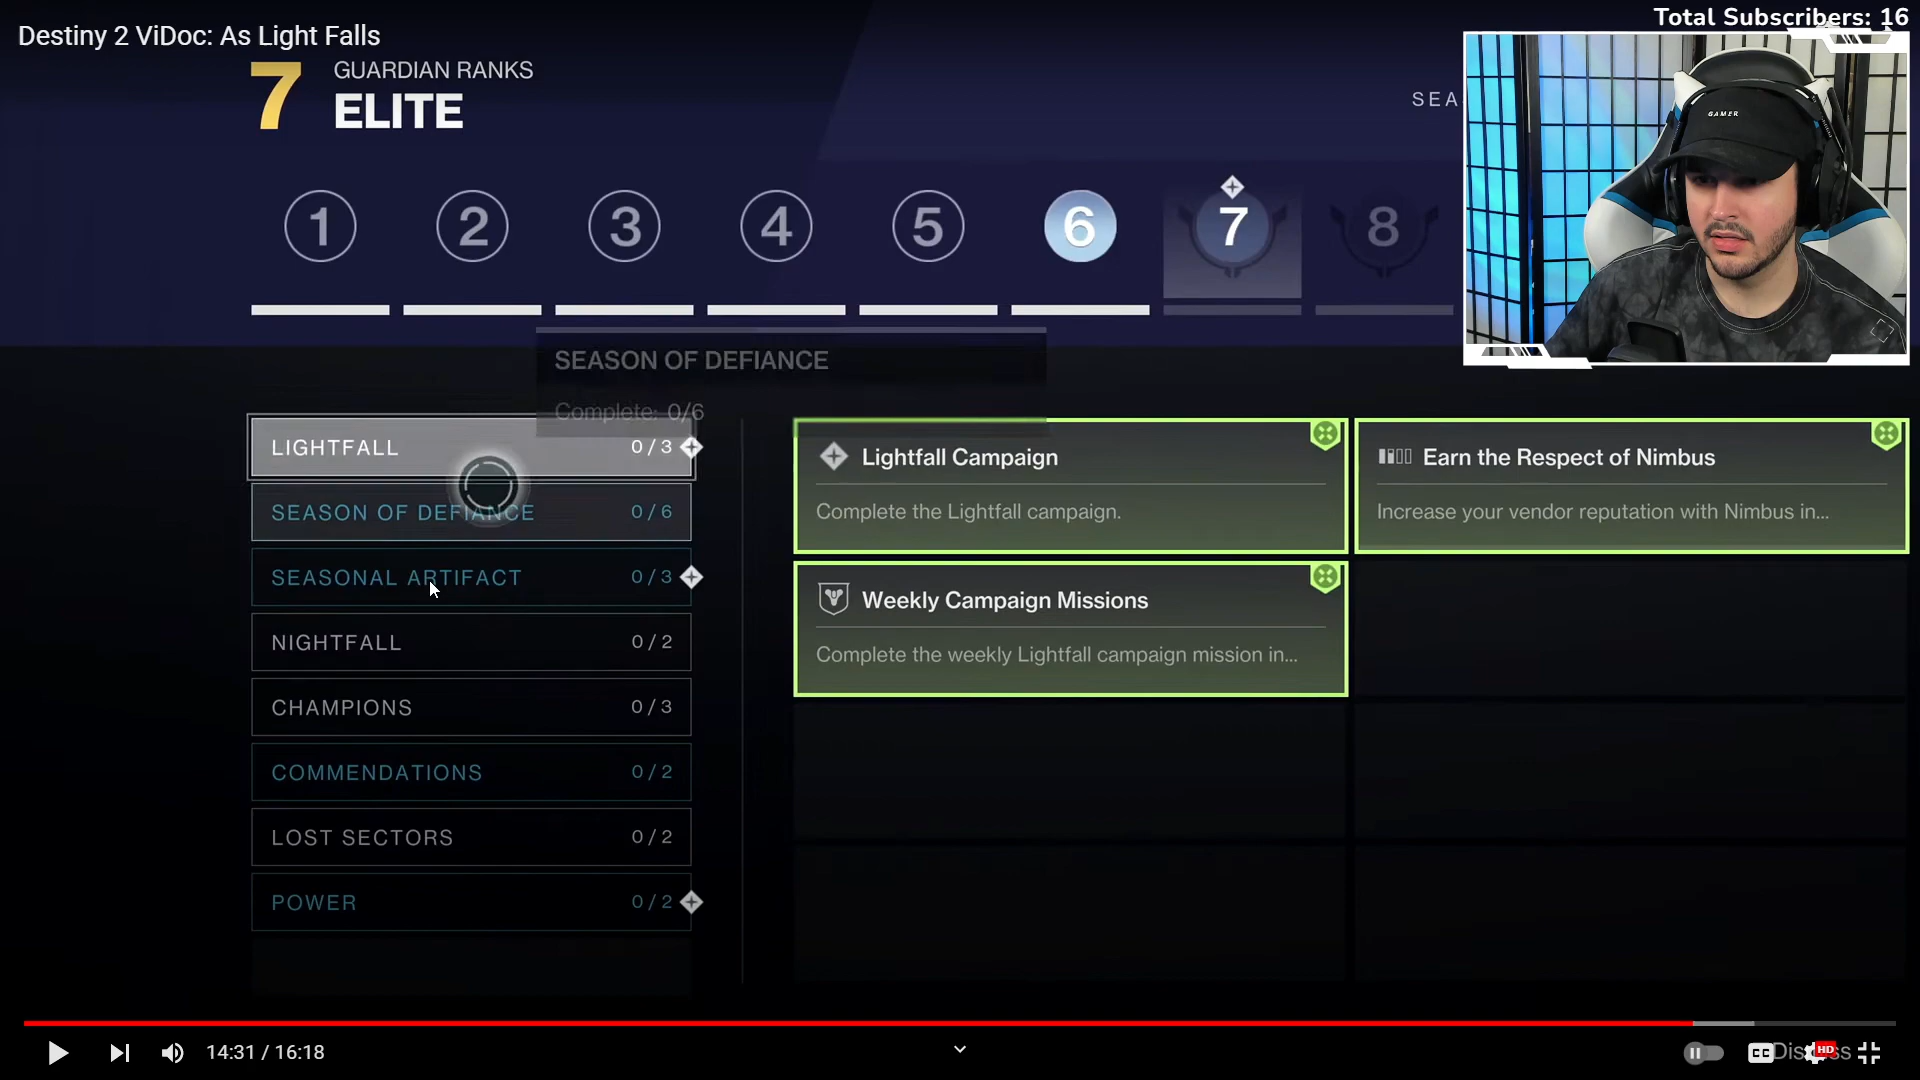 Total Subscribers: 16
Destiny 2 ViDoc: As Light Falls
7
GUARDIAN RANKS
ELITE
SEA
GAMER
1 2 3 4 5 6 7 8
SEASON OF DEFIANCE
Complete: 0/6
LIGHTFALL 0 / 3
SEASON OF DEFIANCE 0 / 6
SEASONAL ARTIFACT 0 / 3
NIGHTFALL 0 / 2
CHAMPIONS 0 / 3
COMMENDATIONS 0 / 2
LOST SECTORS 0 / 2
POWER 0 / 2
Lightfall Campaign
Complete the Lightfall campaign.
Earn the Respect of Nimbus
Increase your vendor reputation with Nimbus in...
Weekly Campaign Missions
Complete the weekly Lightfall campaign mission in...
14:31 / 16:18
CC
HD